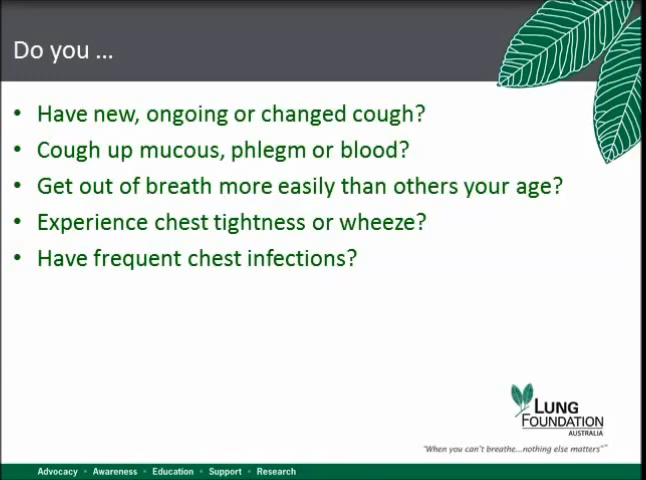 Do you ...
• Have new, ongoing or changed cough?
• Cough up mucous, phlegm or blood?
• Get out of breath more easily than others your age?
• Experience chest tightness or wheeze?
• Have frequent chest infections?
LUNG
FOUNDATION
AUSTRALIA
"When you can't breathe...nothing else matters"™
Advocacy • Awareness • Education • Support • Research